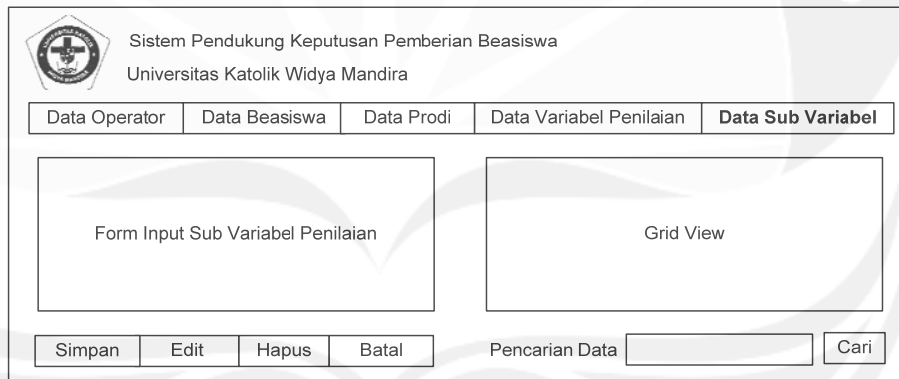 Sistem Pendukung Keputusan Pemberian Beasiswa
Universitas Katolik Widya Mandira
Data Operator Data Beasiswa Data Prodi Data Variabel Penilaian Data Sub Variabel
Form Input Sub Variabel Penilaian
Grid View
Simpan Edit Hapus Batal
Pencarian Data Cari